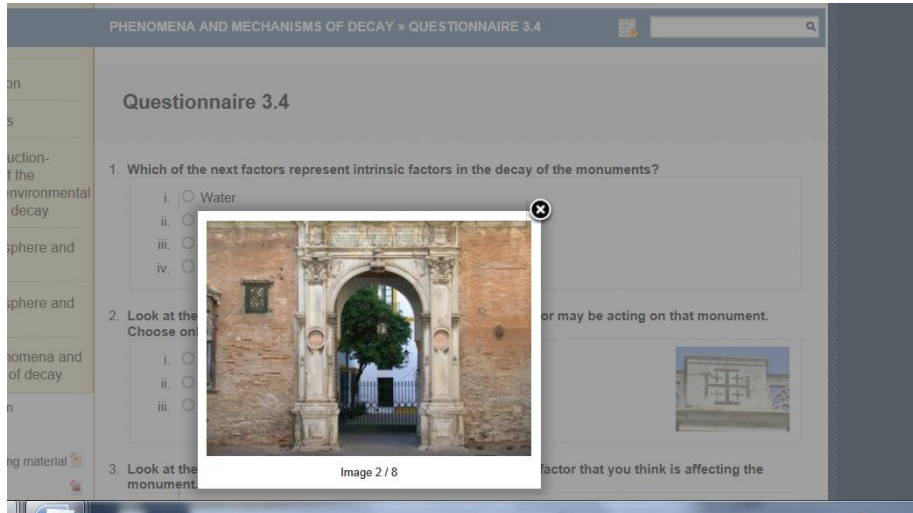 PHENOMENA AND MECHANISMS OF DECAY » QUESTIONNAIRE 3.4
on
s
uction-
f the
nvironmental
decay
sphere and
sphere and
nomena and
of decay
n
ng material
Questionnaire 3.4
1. Which of the next factors represent intrinsic factors in the decay of the monuments?
i. Water
ii.
iii.
iv.
2. Look at the or may be acting on that monument.
Choose onl
i.
ii.
iii.
3. Look at the factor that you think is affecting the
monument.
Image 2 / 8